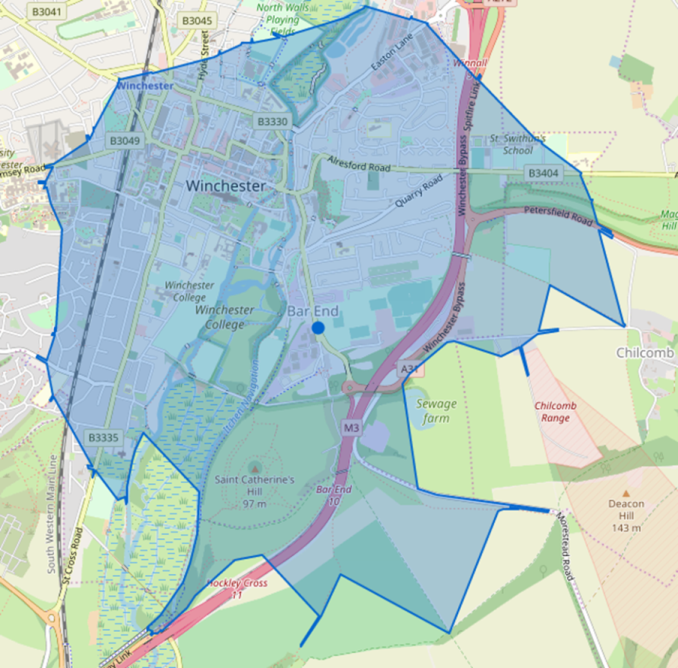 B3041
B3045
North Walls
Playing
Fields
Hyde Street
Easton Lane
Winnall
Winchester
Spitfire Link
B3330
B3049
St. Swithun's
School
Alresford Road
B3404
Winchester
Quarry Road
Winchester Bypass
Petersfield Road
Winchester
College
Winchester
College
Bar End
Winchester Bypass
Chilcomb
A31
Sewage
farm
Chilcomb
Range
B3335
M3
Saint Catherine's
Hill
97 m
Bar End
10
Deacon
Hill
143 m
South Western Main Line
St Cross Road
Morestead Road
Hockley Cross
11